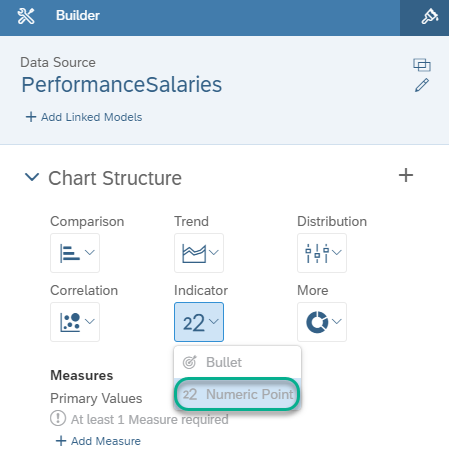 Builder
Data Source
PerformanceSalaries
+ Add Linked Models
Chart Structure
Comparison Trend Distribution
Correlation Indicator More
22
Bullet
Measures
22 Numeric Point
Primary Values
At least 1 Measure required
+ Add Measure